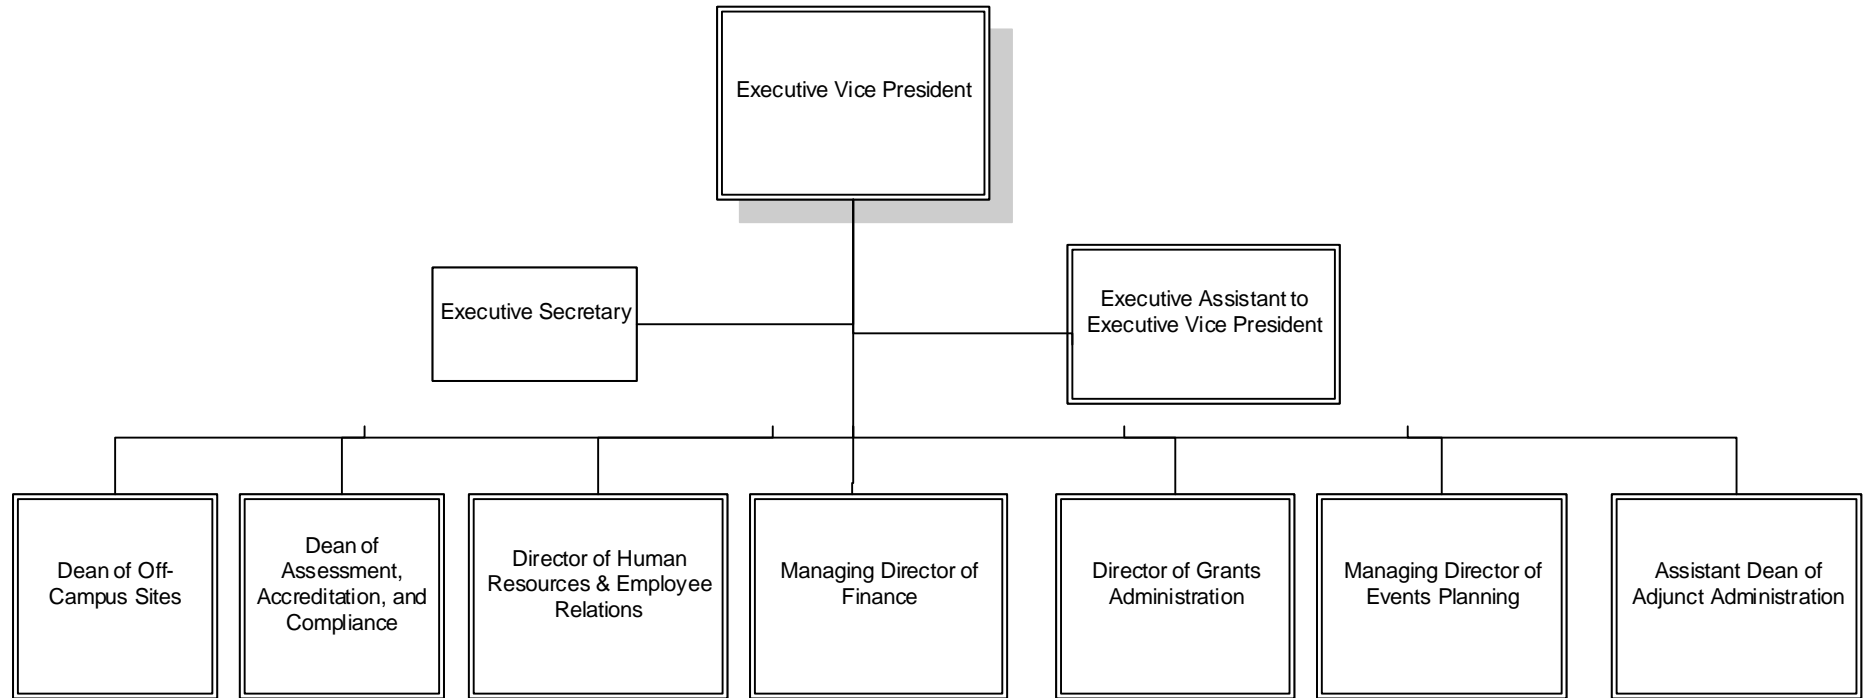 Executive Vice President
Executive Secretary
Executive Assistant to
Executive Vice President
Dean of Off-
Campus Sites
Dean of
Assessment,
Accreditation, and
Compliance
Director of Human
Resources & Employee
Relations
Managing Director of
Finance
Director of Grants
Administration
Managing Director of
Events Planning
Assistant Dean of
Adjunct Administration